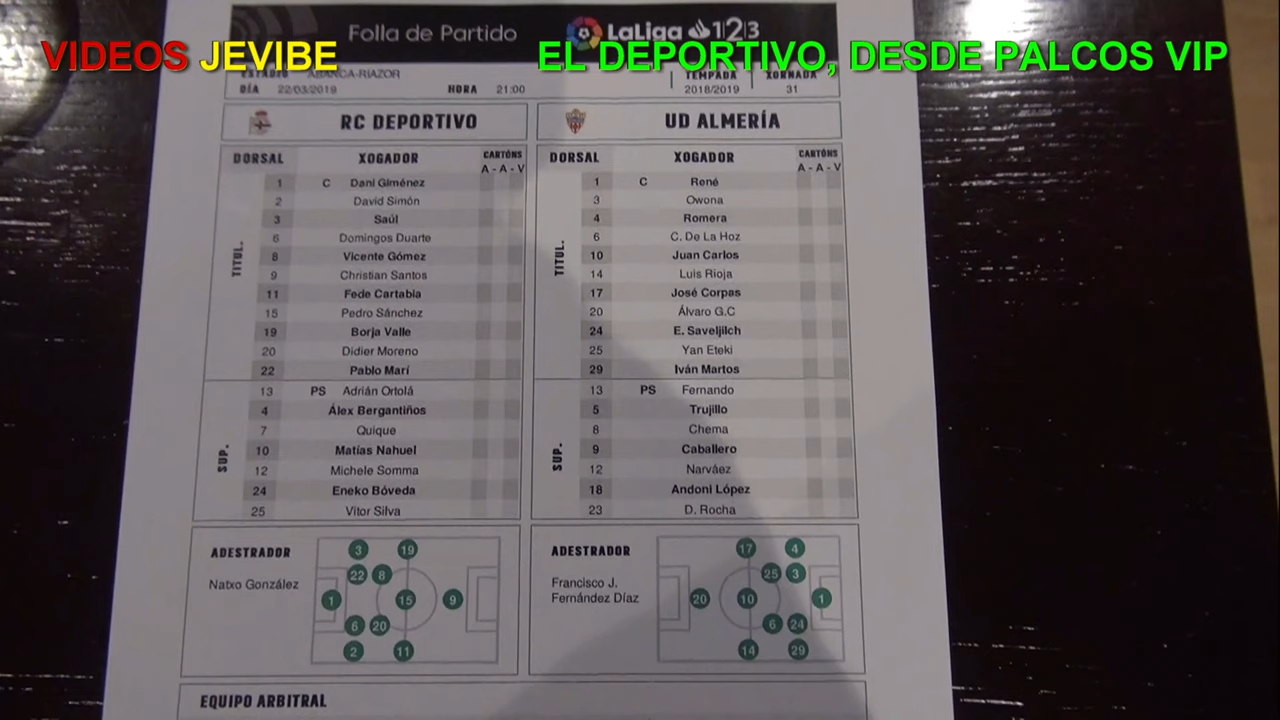 Folla de Partido LaLiga 1|2|3
VIDEOS JEVIBE EL DEPORTIVO, DESDE PALCOS VIP
ESTADIO ABANCA-RIAZOR TEMPADA XORNADA
DÍA 22/03/2019 HORA 21:00 2018/2019 31
RC DEPORTIVO UD ALMERÍA
DORSAL XOGADOR CARTÓNS DORSAL XOGADOR CARTÓNS
A - A - V A - A - V
TITUL. TITUL.
1 C Dani Giménez 1 C René
2 David Simón 3 Owona
3 Saúl 4 Romera
6 Domingos Duarte 6 C. De La Hoz
8 Vicente Gómez 10 Juan Carlos
9 Christian Santos 14 Luis Rioja
11 Fede Cartabia 17 José Corpas
15 Pedro Sánchez 20 Álvaro G.C
19 Borja Valle 24 E. Saveljilch
20 Didier Moreno 25 Yan Eteki
22 Pablo Marí 29 Iván Martos
SUP. SUP.
13 PS Adrián Ortolá 13 PS Fernando
4 Álex Bergantiños 5 Trujillo
7 Quique 8 Chema
10 Matías Nahuel 9 Caballero
12 Michele Somma 12 Narváez
24 Eneko Bóveda 18 Andoni López
25 Vitor Silva 23 D. Rocha
ADESTRADOR 3 19 ADESTRADOR 17 4
Natxo González 22 8 Francisco J. 25 3
1 15 9 Fernández Díaz 20 10 1
6 20 6 24
2 11 14 29
EQUIPO ARBITRAL